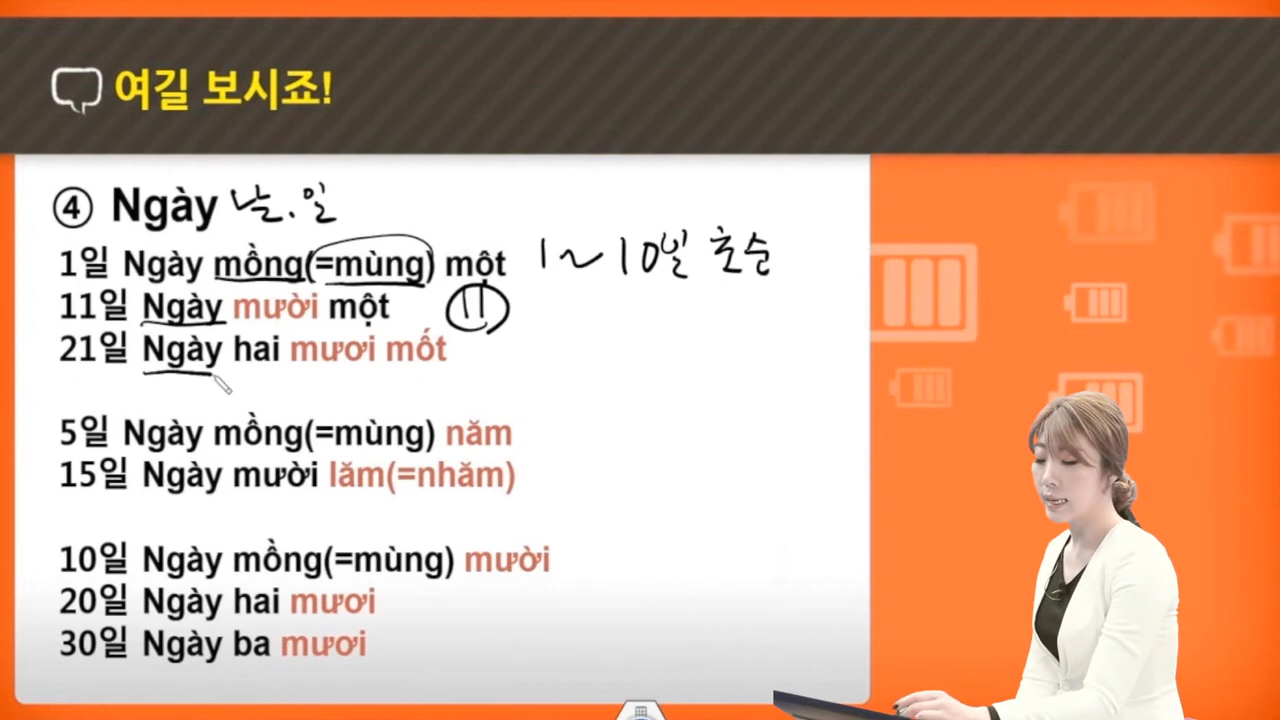 여길 보시죠!
④ Ngày 날.일
1일 Ngày mồng(=mùng) một 1~10일 초순
11일 Ngày mười một 11
21일 Ngày hai mươi mốt
5일 Ngày mồng(=mùng) năm
15일 Ngày mười lăm(=nhăm)
10일 Ngày mồng(=mùng) mười
20일 Ngày hai mươi
30일 Ngày ba mươi